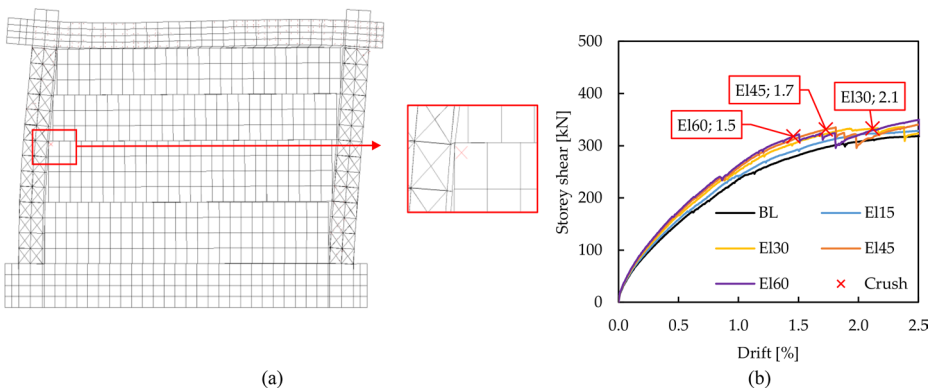 El45; 1.7
El30; 2.1
El60; 1.5
Storey shear [kN]
500
400
300
200
100
0
BL
El15
El30
El45
El60
Crush
0.0
0.5
1.0
1.5
2.0
2.5
Drift [%]
(a)
(b)